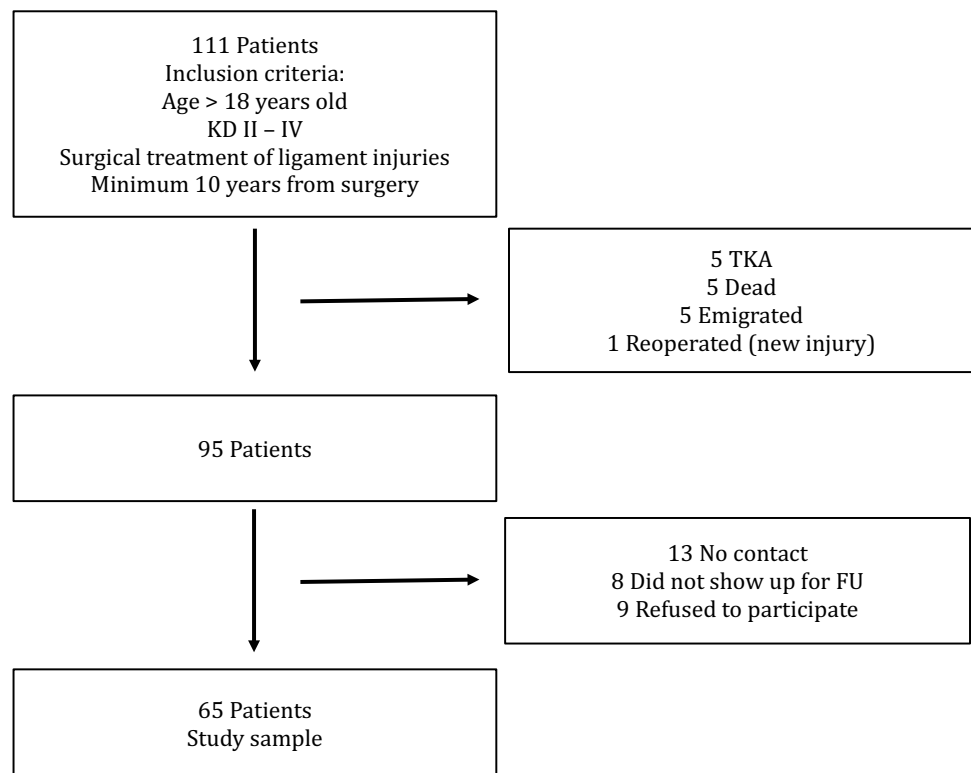 111 Patients
Inclusion criteria:
Age > 18 years old
KD II – IV
Surgical treatment of ligament injuries
Minimum 10 years from surgery
5 TKA
5 Dead
5 Emigrated
1 Reoperated (new injury)
95 Patients
13 No contact
8 Did not show up for FU
9 Refused to participate
65 Patients
Study sample